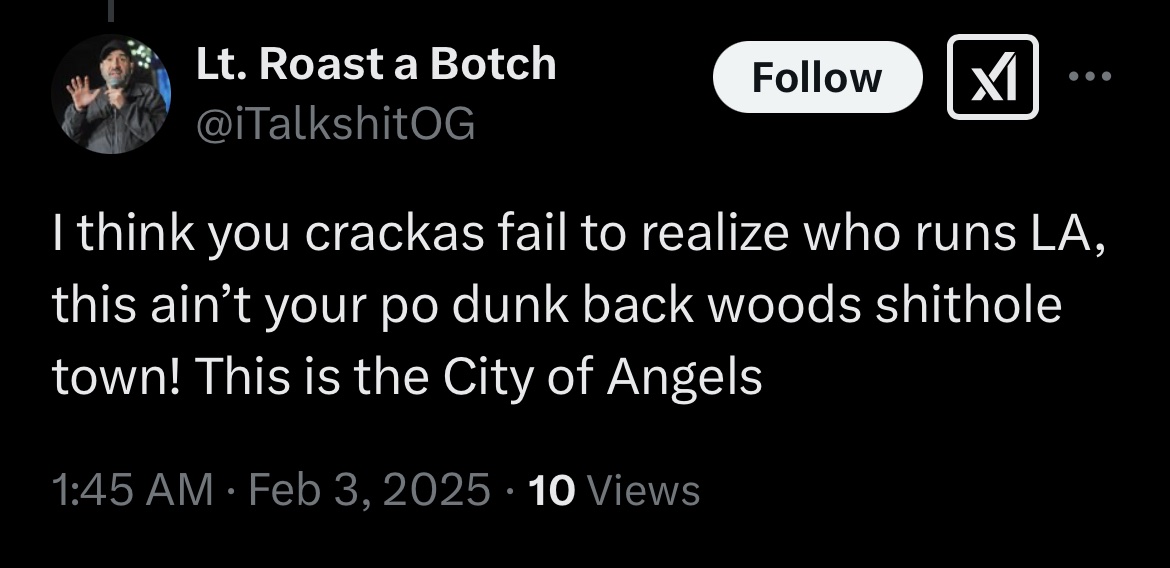 Lt. Roast a Botch
Follow
@iTalkshitOG
I think you crackas fail to realize who runs LA,
this ain’t your po dunk back woods shithole
town! This is the City of Angels
1:45 AM · Feb 3, 2025 · 10 Views